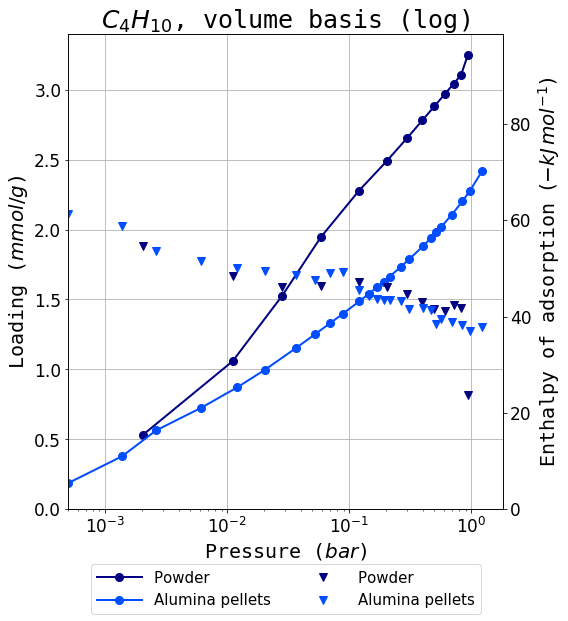 C₄H₁₀, volume basis (log)
Loading (mmol/g)
3.0
2.5
2.0
1.5
1.0
0.5
0.0
80
60
40
20
0
Enthalpy of adsorption (−kJ mol⁻¹)
10⁻³ 10⁻² 10⁻¹ 10⁰
Pressure (bar)
Powder Powder
Alumina pellets Alumina pellets